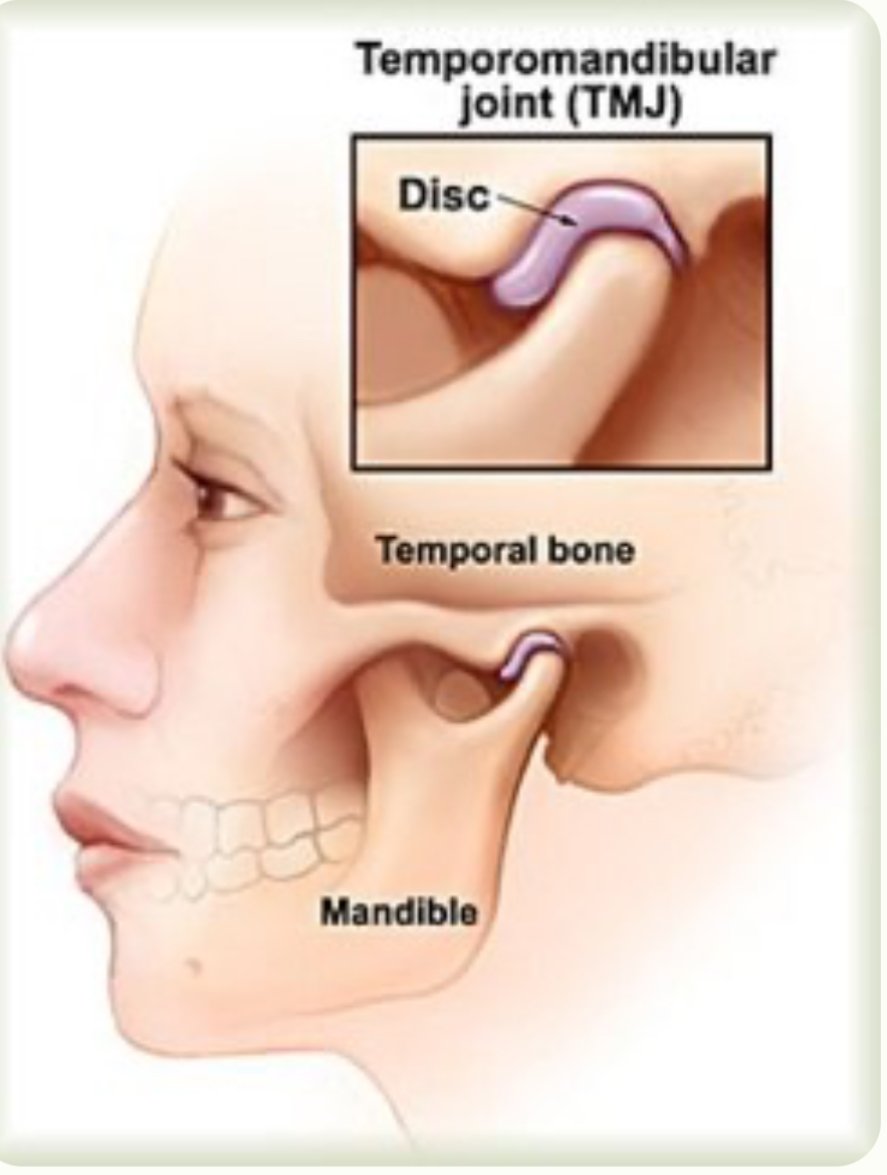 Temporomandibular
joint (TMJ)
Disc
Temporal bone
Mandible